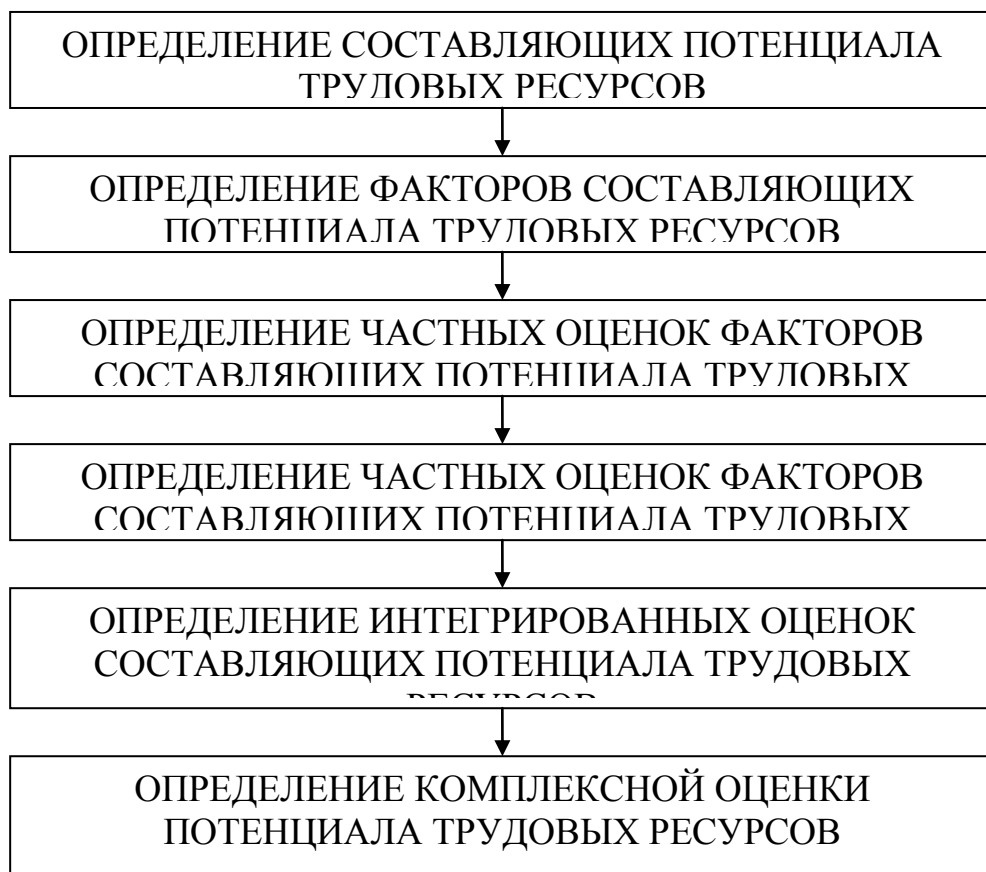 ОПРЕДЕЛЕНИЕ СОСТАВЛЯЮЩИХ ПОТЕНЦИАЛА
ТРУДОВЫХ РЕСУРСОВ
ОПРЕДЕЛЕНИЕ ФАКТОРОВ СОСТАВЛЯЮЩИХ
ПОТЕНЦИАЛА ТРУДОВЫХ РЕСУРСОВ
ОПРЕДЕЛЕНИЕ ЧАСТНЫХ ОЦЕНОК ФАКТОРОВ
СОСТАВЛЯЮЩИХ ПОТЕНЦИАЛА ТРУДОВЫХ
ОПРЕДЕЛЕНИЕ ЧАСТНЫХ ОЦЕНОК ФАКТОРОВ
СОСТАВЛЯЮЩИХ ПОТЕНЦИАЛА ТРУДОВЫХ
ОПРЕДЕЛЕНИЕ ИНТЕГРИРОВАННЫХ ОЦЕНОК
СОСТАВЛЯЮЩИХ ПОТЕНЦИАЛА ТРУДОВЫХ
РЕСУРСОВ
ОПРЕДЕЛЕНИЕ КОМПЛЕКСНОЙ ОЦЕНКИ
ПОТЕНЦИАЛА ТРУДОВЫХ РЕСУРСОВ